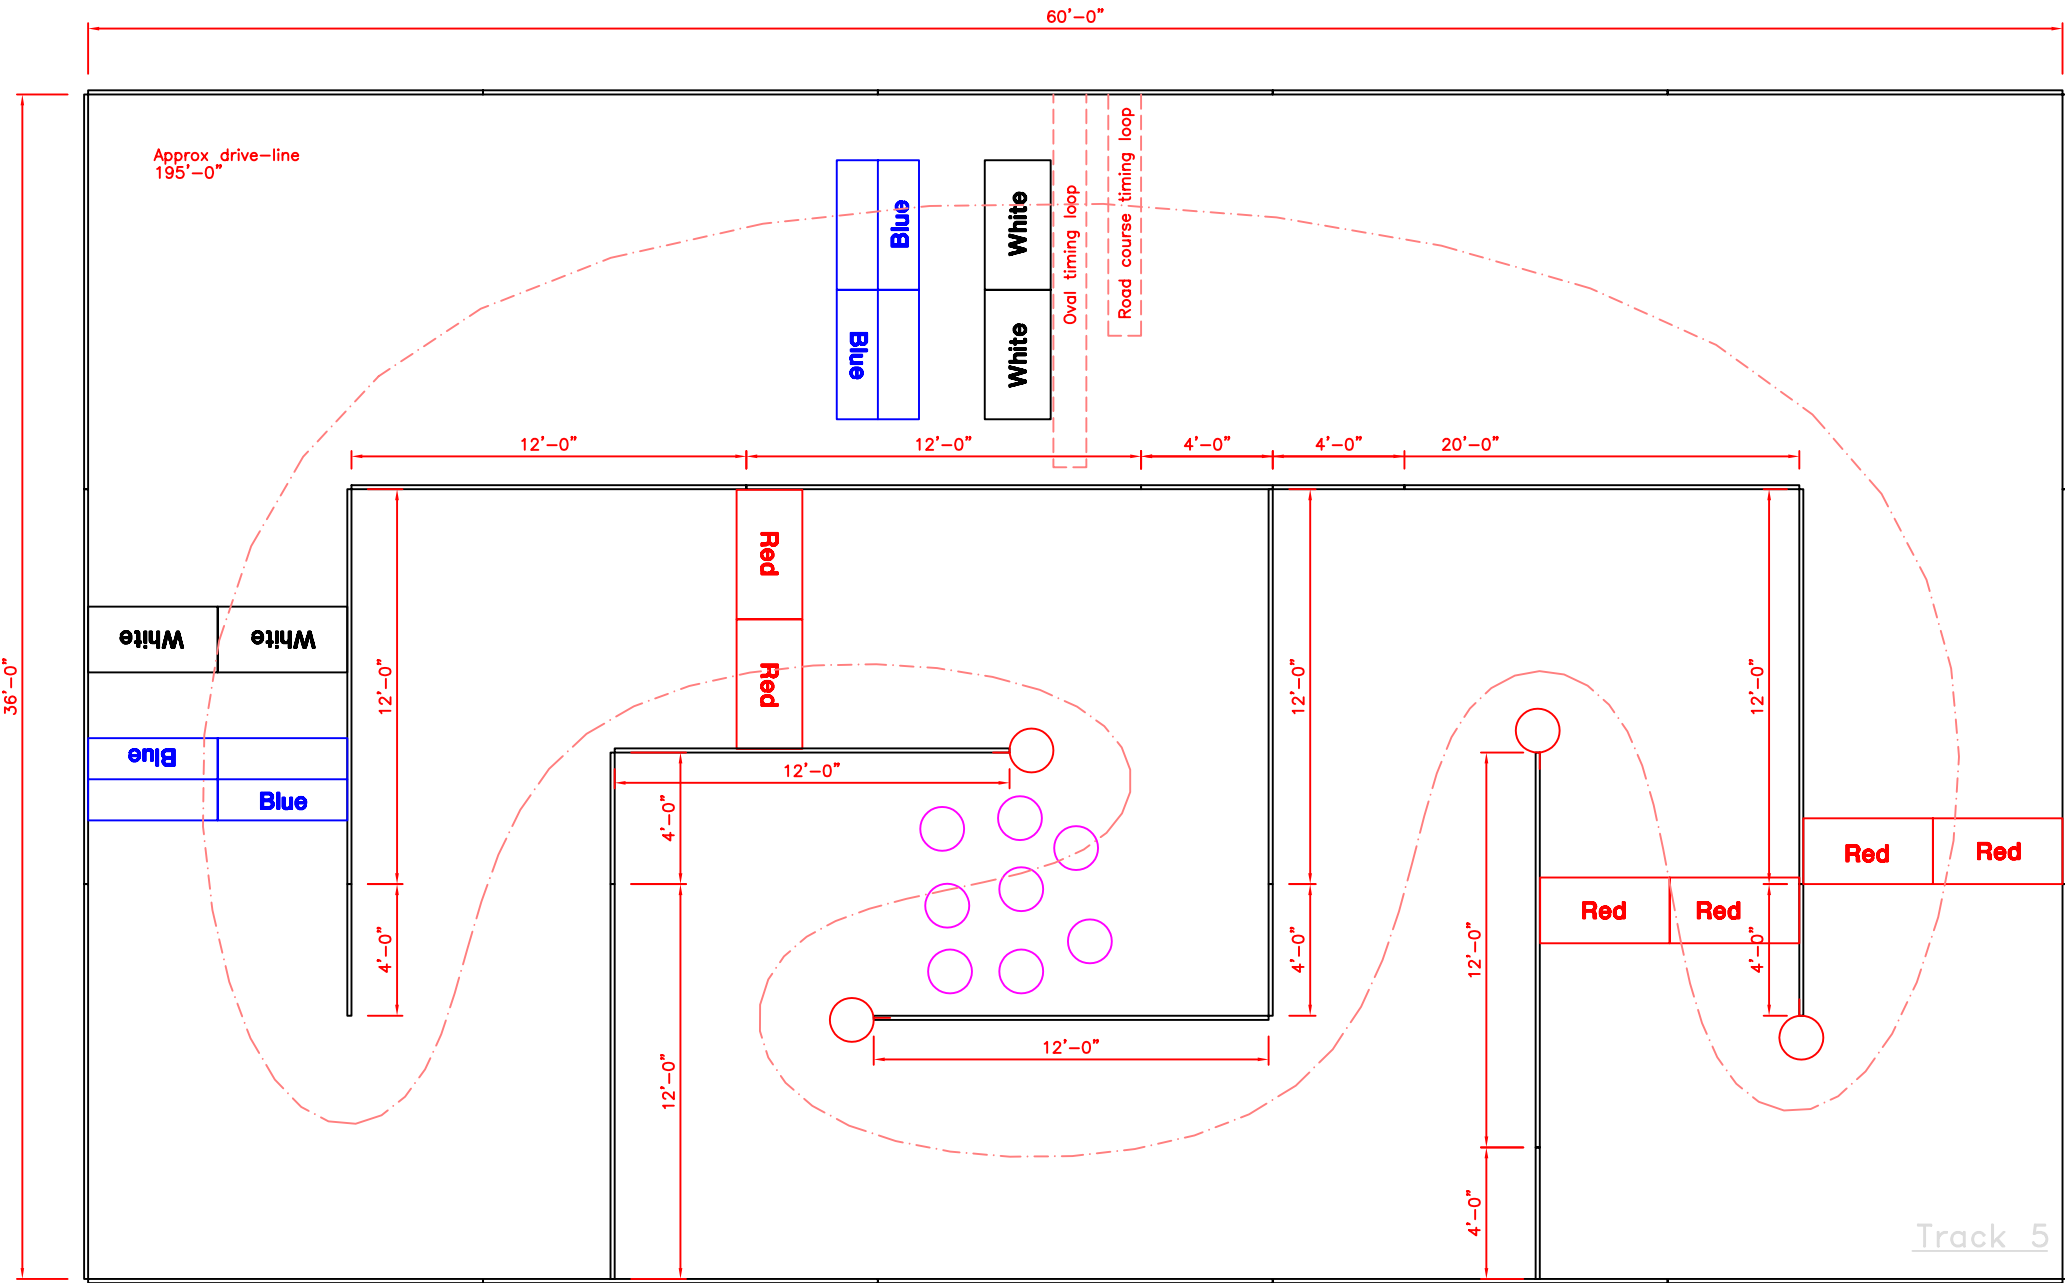 60'-0"
Approx drive-line
195'-0"
Blue
White
Oval timing loop
Road course timing loop
Blue
White
12'-0"
12'-0"
4'-0"
4'-0"
20'-0"
Red
Red
White
White
36'-0"
12'-0"
12'-0"
12'-0"
Blue
Blue
12'-0"
4'-0"
Red
Red
Red
Red
4'-0"
4'-0"
12'-0"
4'-0"
12'-0"
12'-0"
4'-0"
Track 5